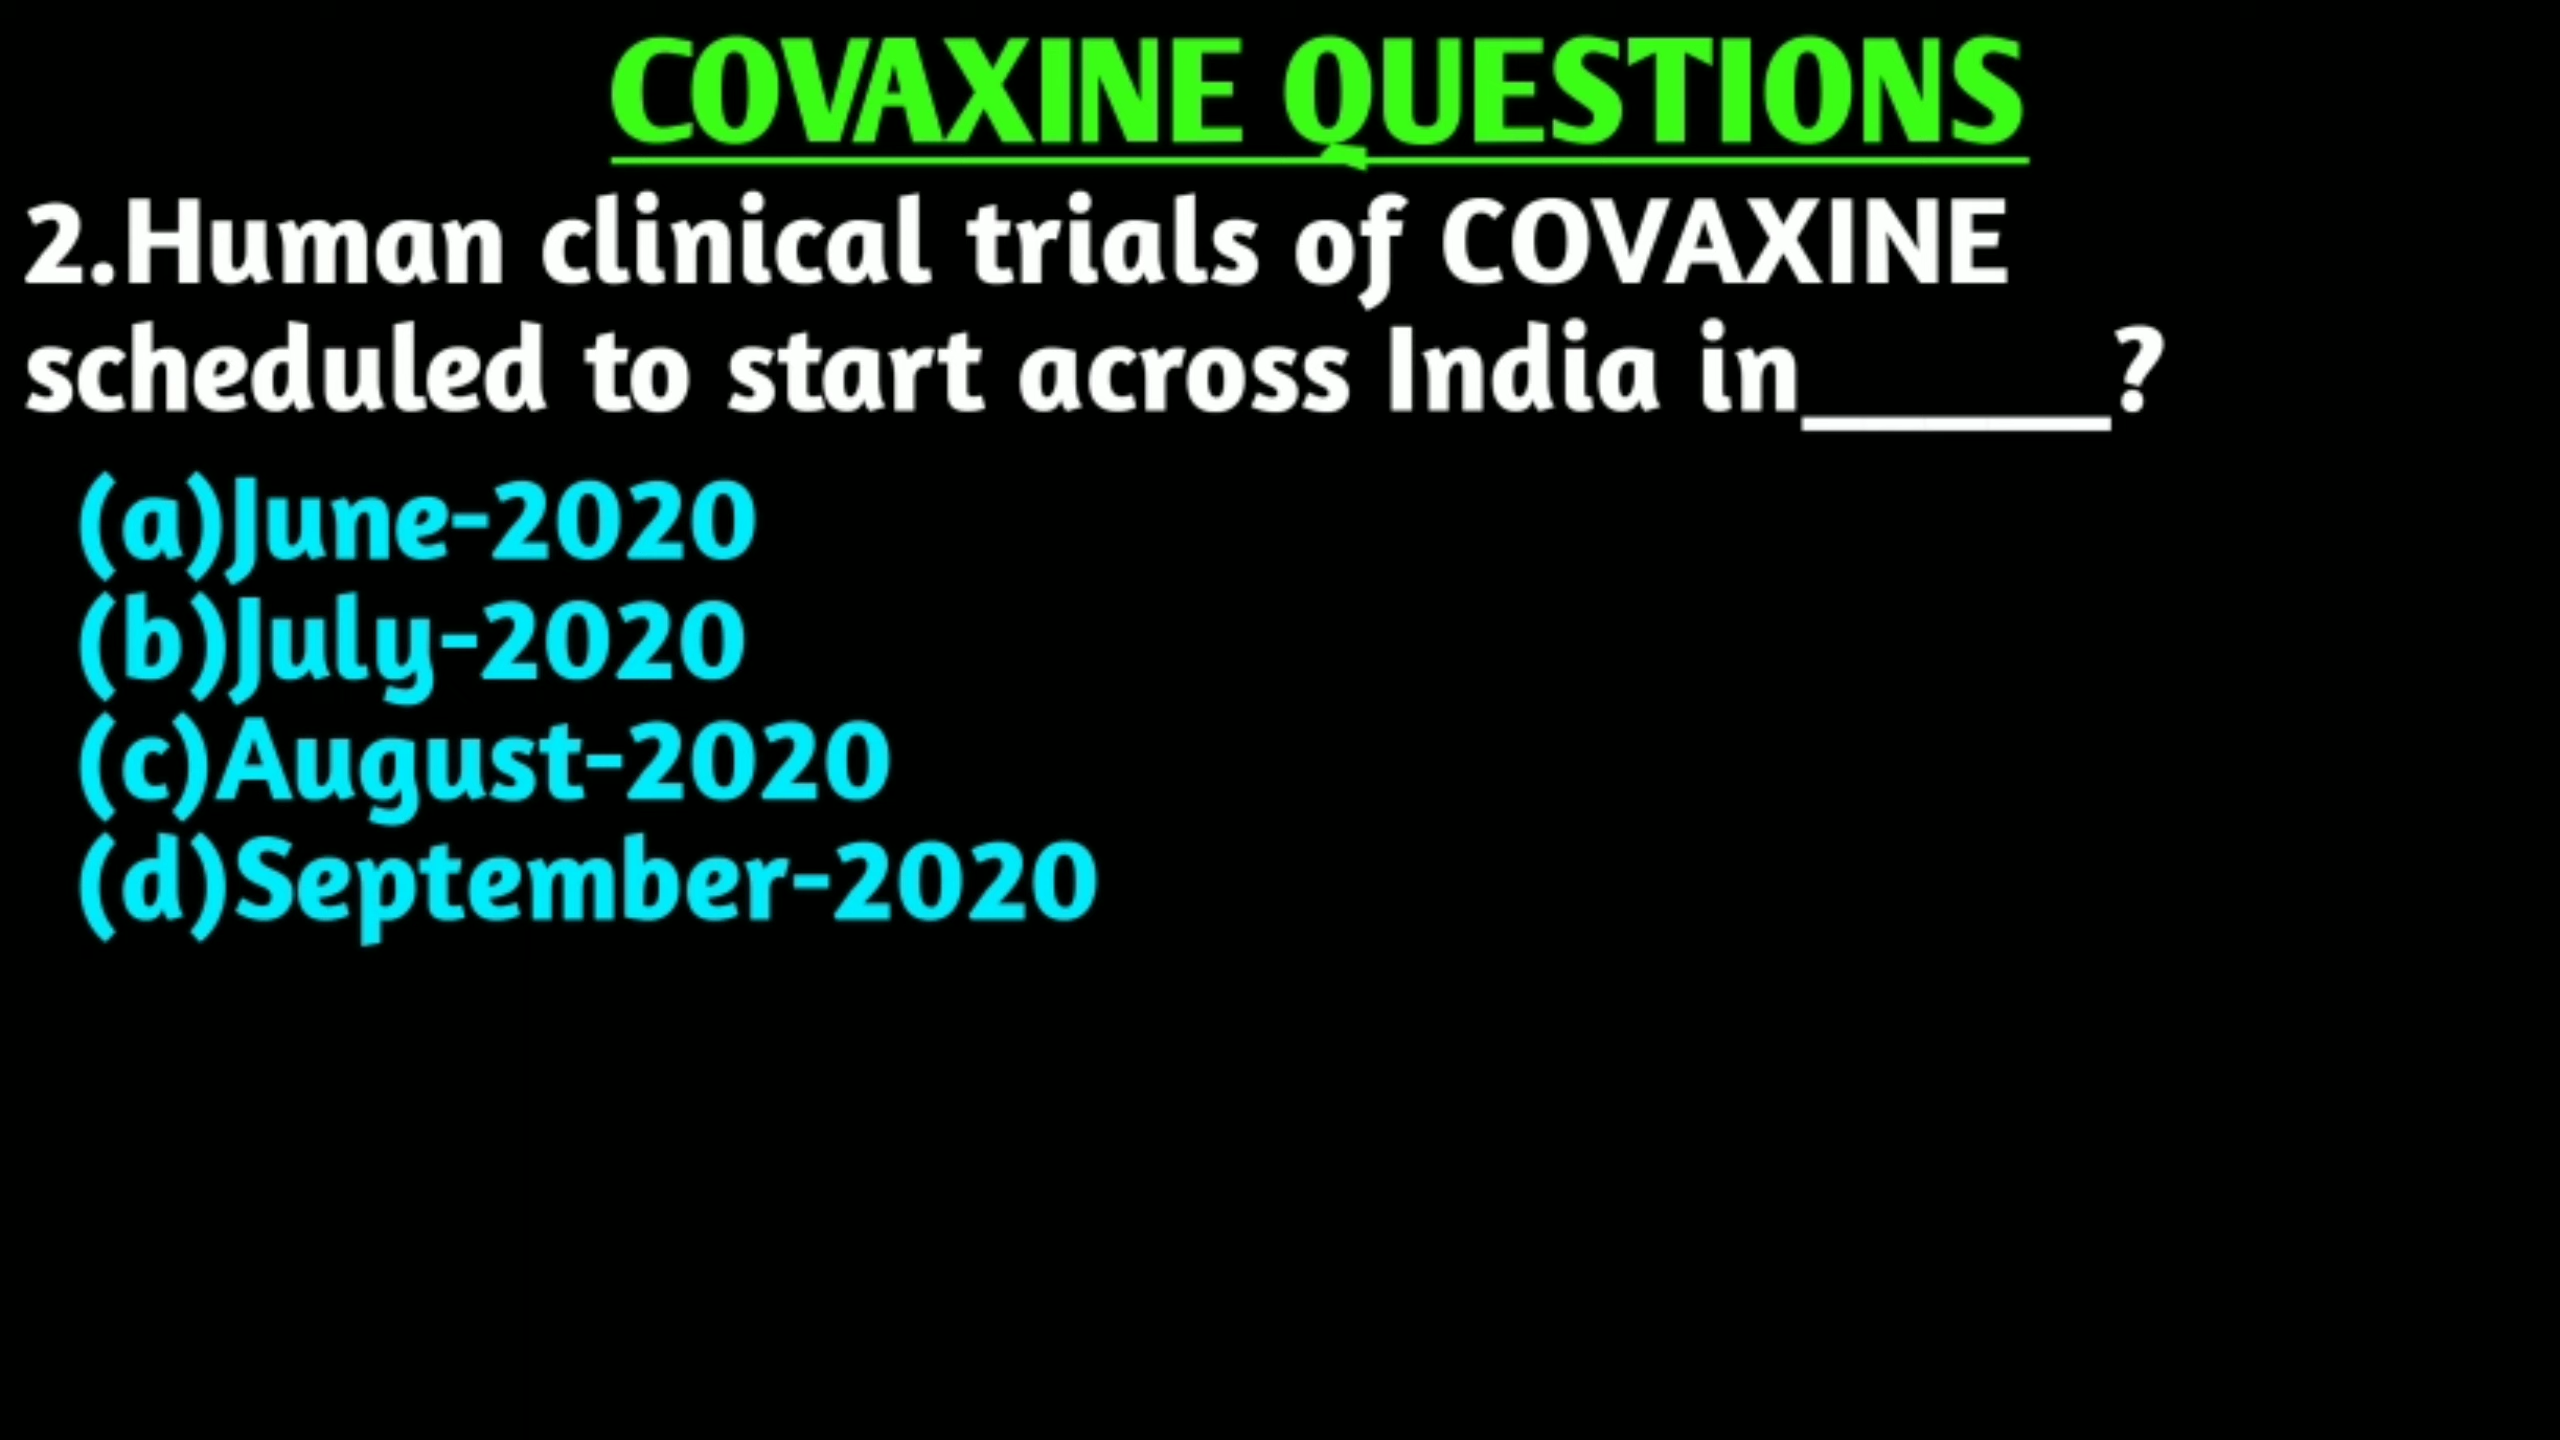 COVAXINE QUESTIONS
2.Human clinical trials of COVAXINE
scheduled to start across India in______?
(a)June-2020
(b)July-2020
(c)August-2020
(d)September-2020